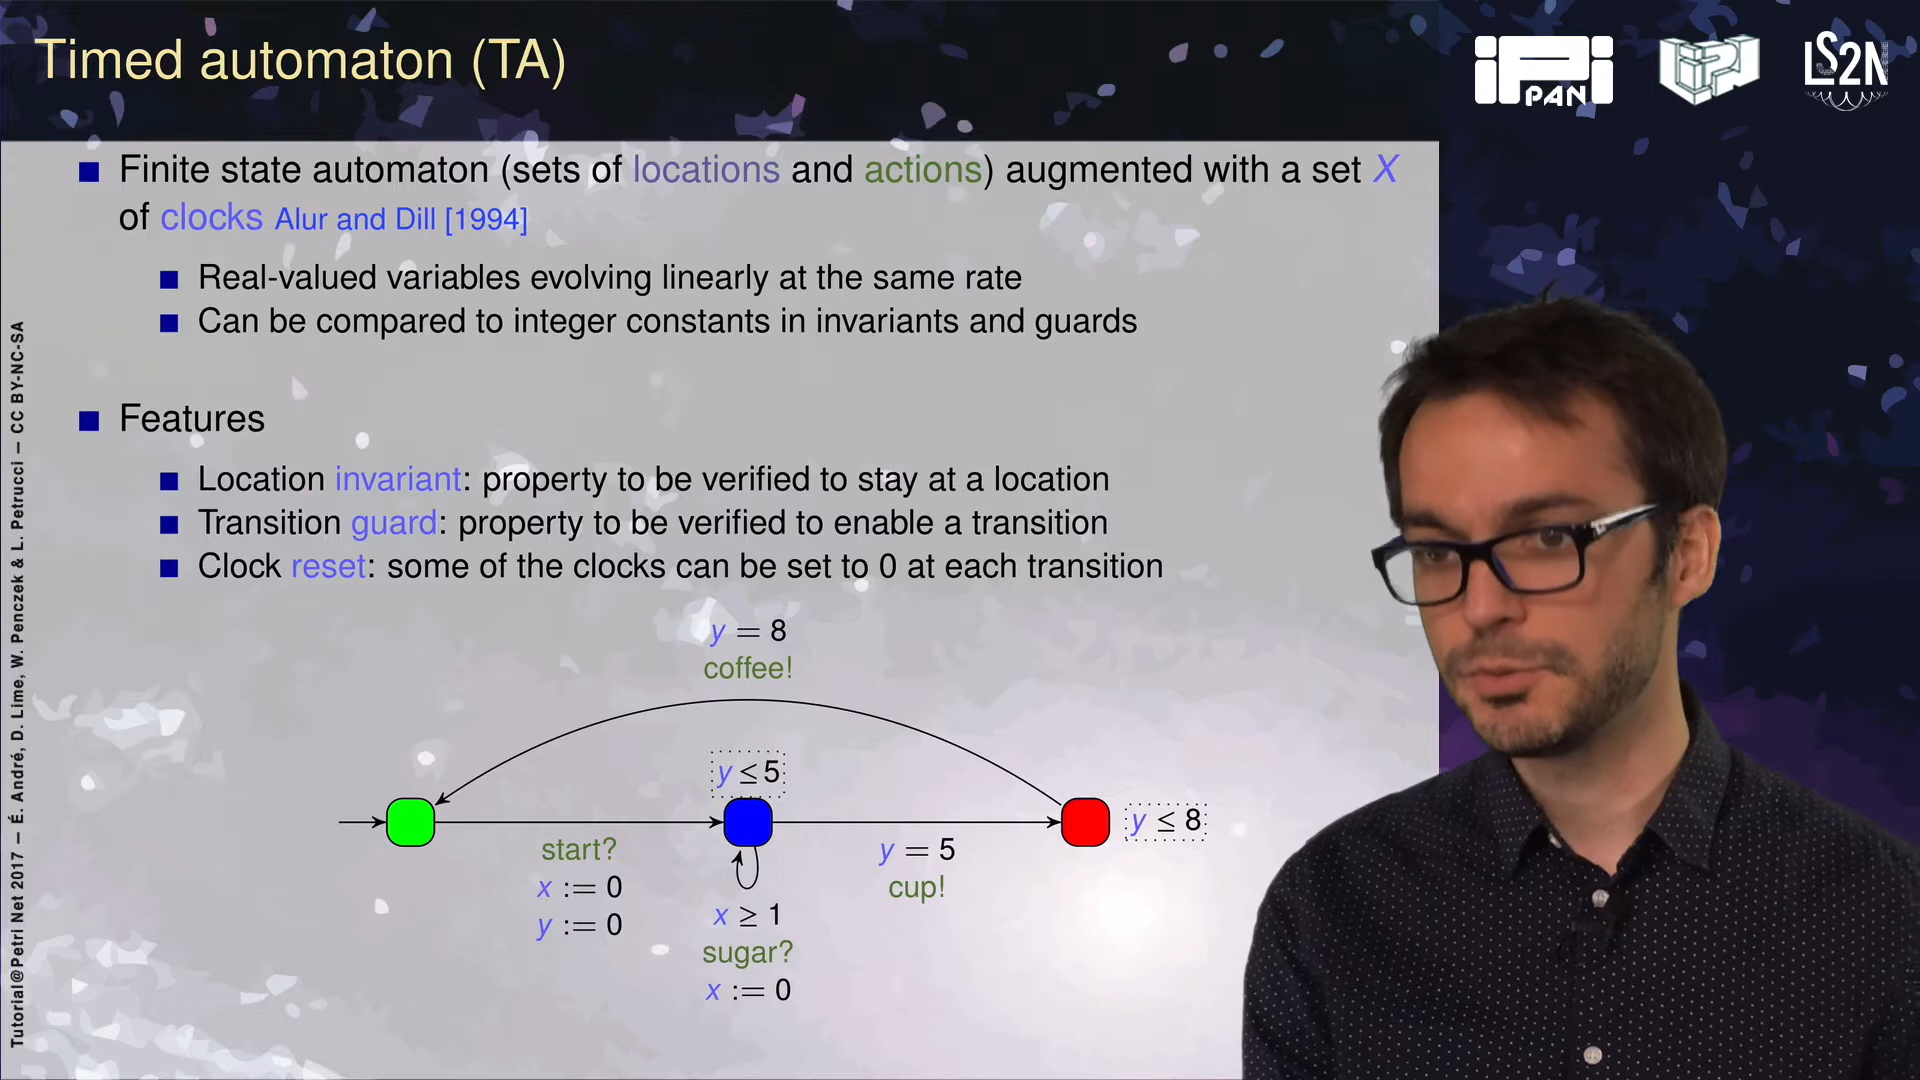 Timed automaton (TA)
iPi PAN
LIPN
LS2N
Finite state automaton (sets of locations and actions) augmented with a set X
of clocks Alur and Dill [1994]
Real-valued variables evolving linearly at the same rate
Can be compared to integer constants in invariants and guards
Features
Location invariant: property to be verified to stay at a location
Transition guard: property to be verified to enable a transition
Clock reset: some of the clocks can be set to 0 at each transition
y = 8
coffee!
y ≤ 5
y ≤ 8
start?
x := 0
y := 0
x ≥ 1
sugar?
x := 0
y = 5
cup!
Tutorial@Petri Net 2017 — É. André, D. Lime, W. Penczek & L. Petrucci — CC BY-NC-SA